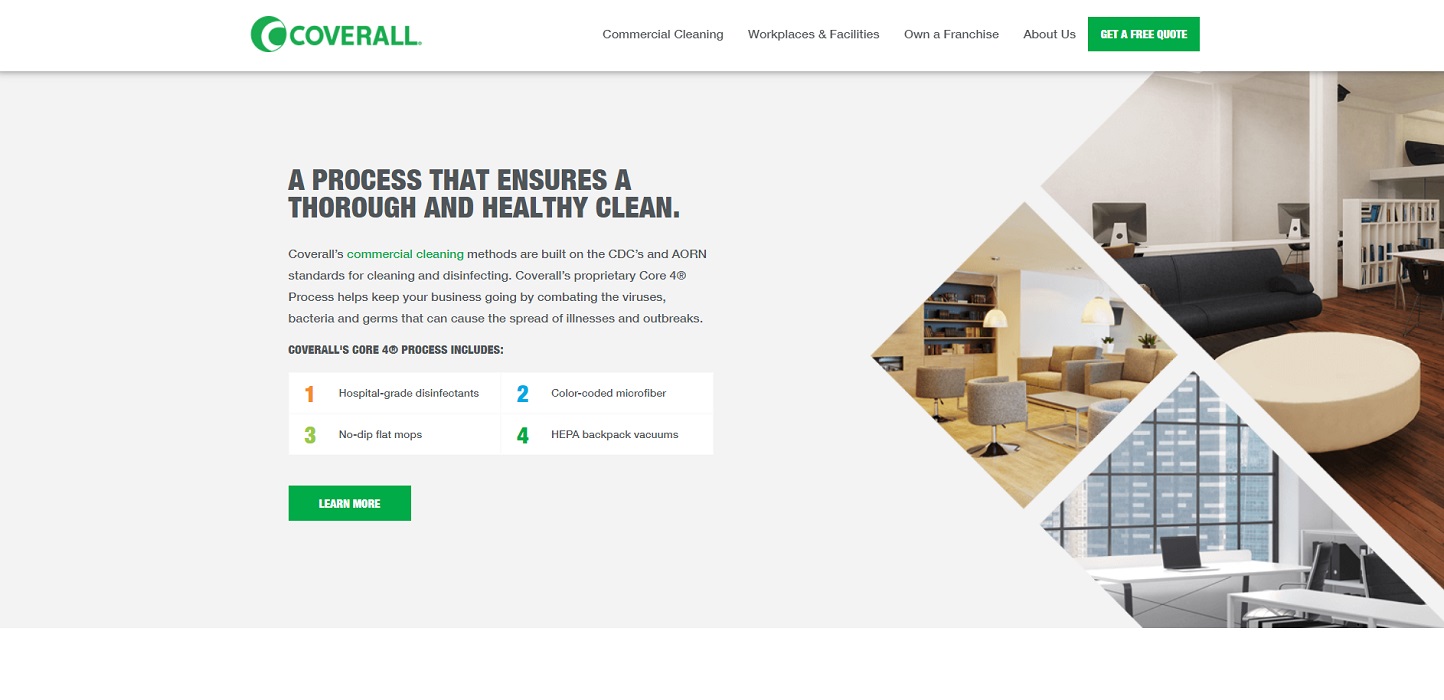 COVERALL
Commercial Cleaning
Workplaces & Facilities
Own a Franchise
About Us
GET A FREE QUOTE
A PROCESS THAT ENSURES A
THOROUGH AND HEALTHY CLEAN.
Coverall's commercial cleaning methods are built on the CDC's and AORN
standards for cleaning and disinfecting. Coverall's proprietary Core 4®
Process helps keep your business going by combating the viruses,
bacteria and germs that can cause the spread of illnesses and outbreaks.
COVERALL'S CORE 4® PROCESS INCLUDES:
1 Hospital-grade disinfectants
2 Color-coded microfiber
3 No-dip flat mops
4 HEPA backpack vacuums
LEARN MORE